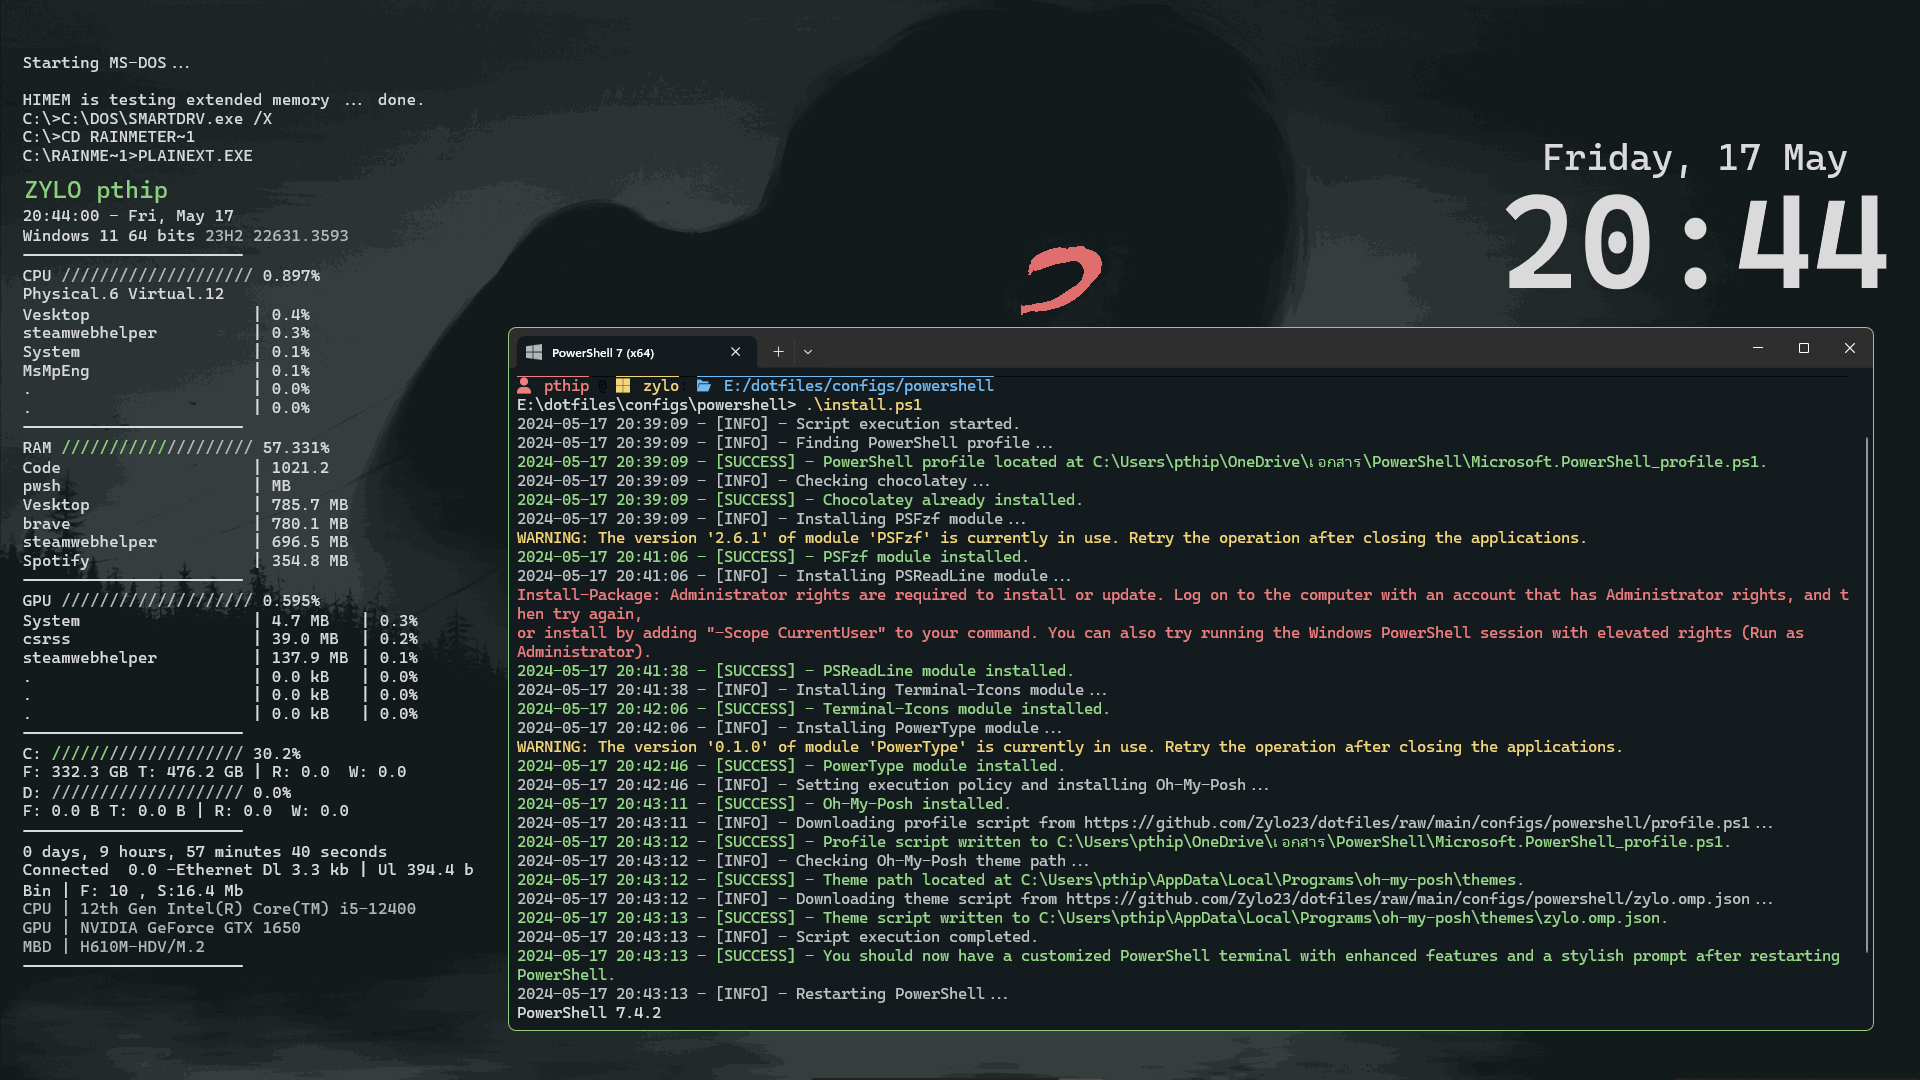 Starting MS-DOS...
HIMEM is testing extended memory ... done.
C:\>C:\DOS\SMARTDRV.exe /X
C:\>CD RAINMETER~1
C:\RAINME~1>PLAINEXT.EXE
ZYLO pthip
20:44:00 - Fri, May 17
Windows 11 64 bits 23H2 22631.3593
CPU //////////////////// 0.897%
Physical.6 Virtual.12
Vesktop | 0.4%
steamwebhelper | 0.3%
System | 0.1%
MsMpEng | 0.1%
. | 0.0%
. | 0.0%
RAM //////////////////// 57.331%
Code | 1021.2
pwsh | MB
Vesktop | 785.7 MB
brave | 780.1 MB
steamwebhelper | 696.5 MB
Spotify | 354.8 MB
GPU //////////////////// 0.595%
System | 4.7 MB | 0.3%
csrss | 39.0 MB | 0.2%
steamwebhelper | 137.9 MB | 0.1%
. | 0.0 kB | 0.0%
. | 0.0 kB | 0.0%
. | 0.0 kB | 0.0%
C: //////////////////// 30.2%
F: 332.3 GB T: 476.2 GB | R: 0.0 W: 0.0
D: //////////////////// 0.0%
F: 0.0 B T: 0.0 B | R: 0.0 W: 0.0
0 days, 9 hours, 57 minutes 40 seconds
Connected 0.0 -Ethernet Dl 3.3 kb | Ul 394.4 b
Bin | F: 10 , S:16.4 Mb
CPU | 12th Gen Intel(R) Core(TM) i5-12400
GPU | NVIDIA GeForce GTX 1650
MBD | H610M-HDV/M.2
Friday, 17 May
20:44
PowerShell 7 (x64)
pthip @ zylo E:/dotfiles/configs/powershell
E:\dotfiles\configs\powershell> .\install.ps1
2024-05-17 20:39:09 - [INFO] - Script execution started.
2024-05-17 20:39:09 - [INFO] - Finding PowerShell profile...
2024-05-17 20:39:09 - [SUCCESS] - PowerShell profile located at C:\Users\pthip\OneDrive\เอกสาร\PowerShell\Microsoft.PowerShell_profile.ps1.
2024-05-17 20:39:09 - [INFO] - Checking chocolatey...
2024-05-17 20:39:09 - [SUCCESS] - Chocolatey already installed.
2024-05-17 20:39:09 - [INFO] - Installing PSFzf module...
WARNING: The version '2.6.1' of module 'PSFzf' is currently in use. Retry the operation after closing the applications.
2024-05-17 20:41:06 - [SUCCESS] - PSFzf module installed.
2024-05-17 20:41:06 - [INFO] - Installing PSReadLine module...
Install-Package: Administrator rights are required to install or update. Log on to the computer with an account that has Administrator rights, and t
hen try again,
or install by adding "-Scope CurrentUser" to your command. You can also try running the Windows PowerShell session with elevated rights (Run as
Administrator).
2024-05-17 20:41:38 - [SUCCESS] - PSReadLine module installed.
2024-05-17 20:41:38 - [INFO] - Installing Terminal-Icons module...
2024-05-17 20:42:06 - [SUCCESS] - Terminal-Icons module installed.
2024-05-17 20:42:06 - [INFO] - Installing PowerType module...
WARNING: The version '0.1.0' of module 'PowerType' is currently in use. Retry the operation after closing the applications.
2024-05-17 20:42:46 - [SUCCESS] - PowerType module installed.
2024-05-17 20:42:46 - [INFO] - Setting execution policy and installing Oh-My-Posh...
2024-05-17 20:43:11 - [SUCCESS] - Oh-My-Posh installed.
2024-05-17 20:43:11 - [INFO] - Downloading profile script from https://github.com/Zylo23/dotfiles/raw/main/configs/powershell/profile.ps1...
2024-05-17 20:43:12 - [SUCCESS] - Profile script written to C:\Users\pthip\OneDrive\เอกสาร\PowerShell\Microsoft.PowerShell_profile.ps1.
2024-05-17 20:43:12 - [INFO] - Checking Oh-My-Posh theme path...
2024-05-17 20:43:12 - [SUCCESS] - Theme path located at C:\Users\pthip\AppData\Local\Programs\oh-my-posh\themes.
2024-05-17 20:43:12 - [INFO] - Downloading theme script from https://github.com/Zylo23/dotfiles/raw/main/configs/powershell/zylo.omp.json...
2024-05-17 20:43:13 - [SUCCESS] - Theme script written to C:\Users\pthip\AppData\Local\Programs\oh-my-posh\themes\zylo.omp.json.
2024-05-17 20:43:13 - [INFO] - Script execution completed.
2024-05-17 20:43:13 - [SUCCESS] - You should now have a customized PowerShell terminal with enhanced features and a stylish prompt after restarting
PowerShell.
2024-05-17 20:43:13 - [INFO] - Restarting PowerShell...
PowerShell 7.4.2